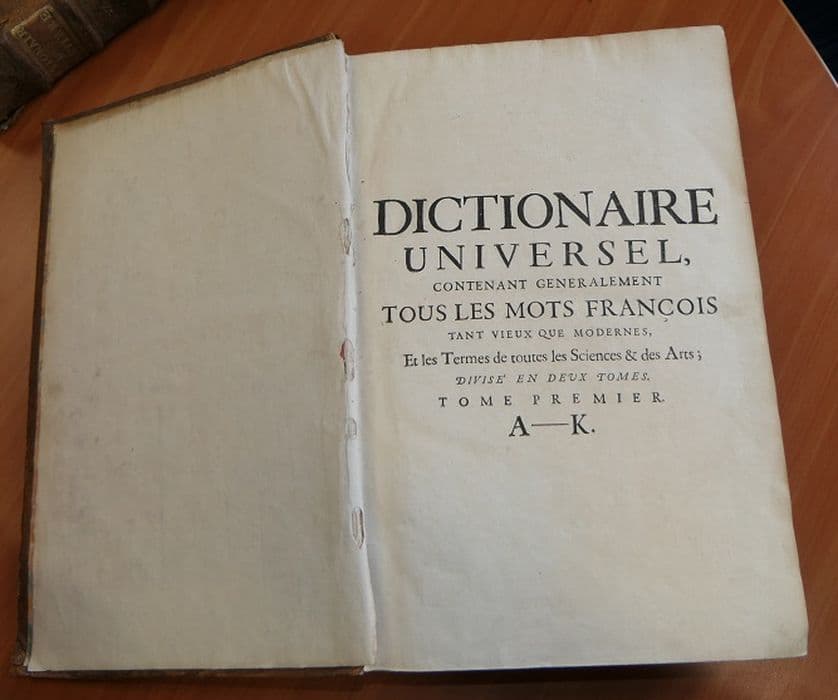 DICTIONAIRE
UNIVERSEL,
CONTENANT GENERALEMENT
TOUS LES MOTS FRANÇOIS
TANT VIEUX QUE MODERNES,
Et les Termes de toutes les Sciences & des Arts;
DIVISE' EN DEUX TOMES.
TOME PREMIER.
A—K.